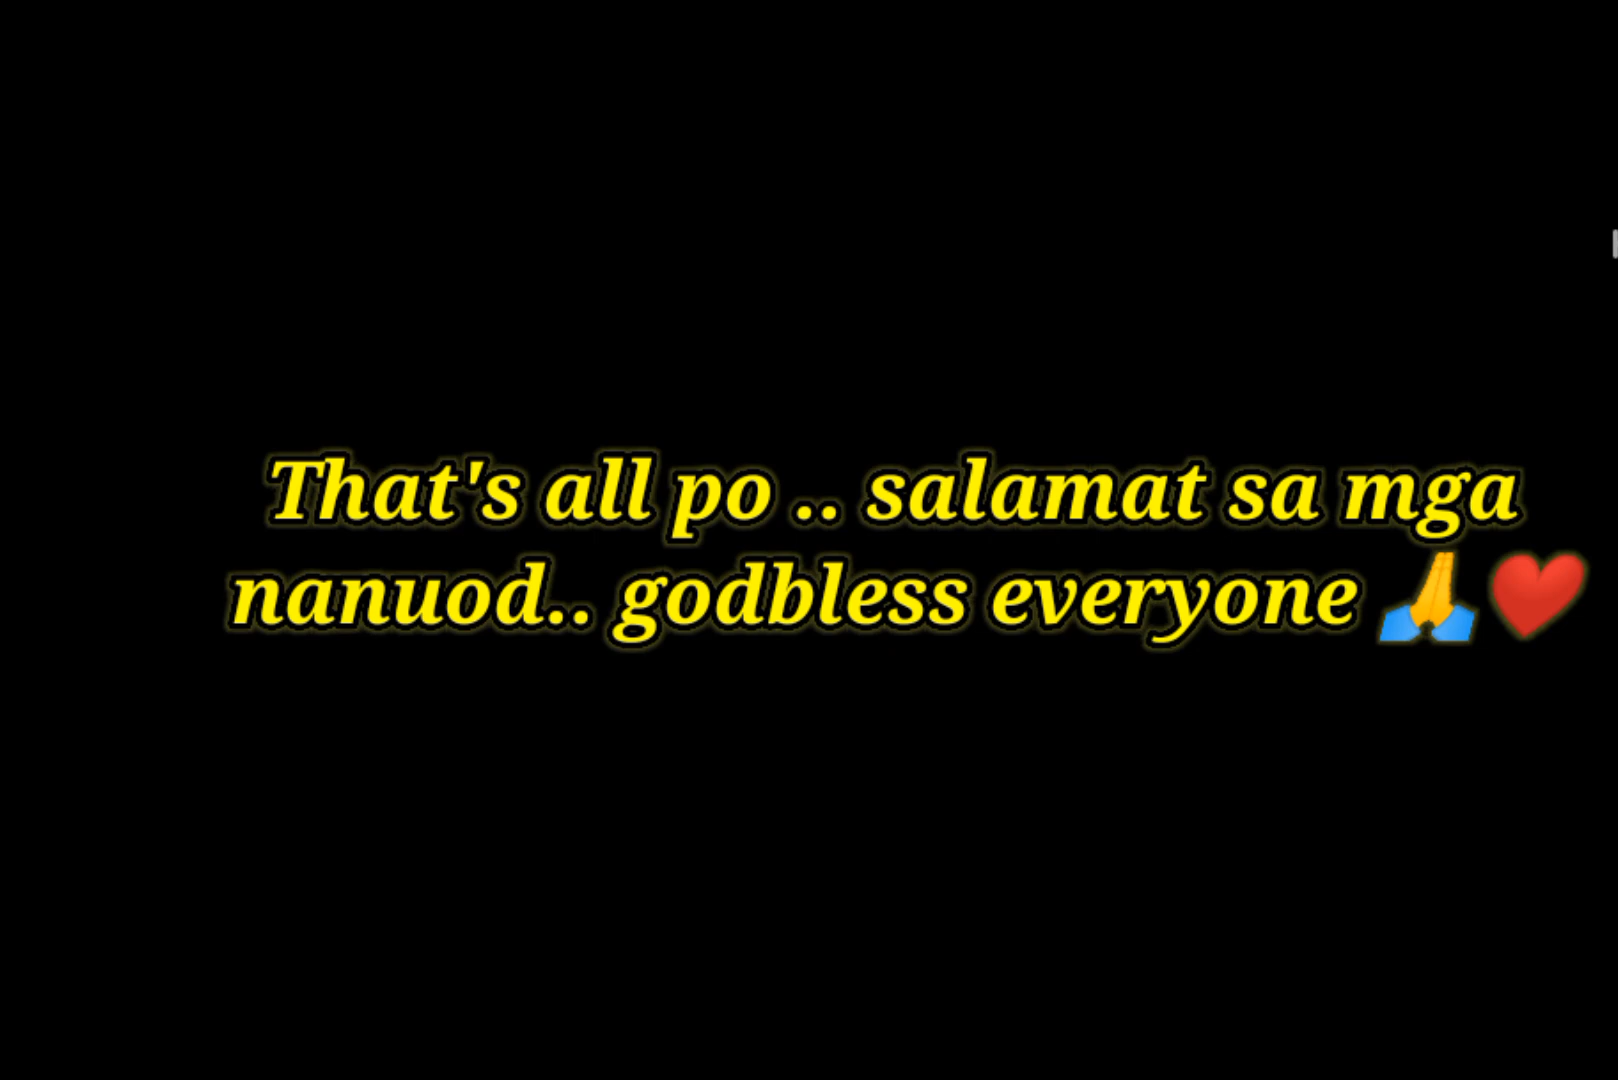 That's all po .. salamat sa mga
nanuod.. godbless everyone 🙏❤️